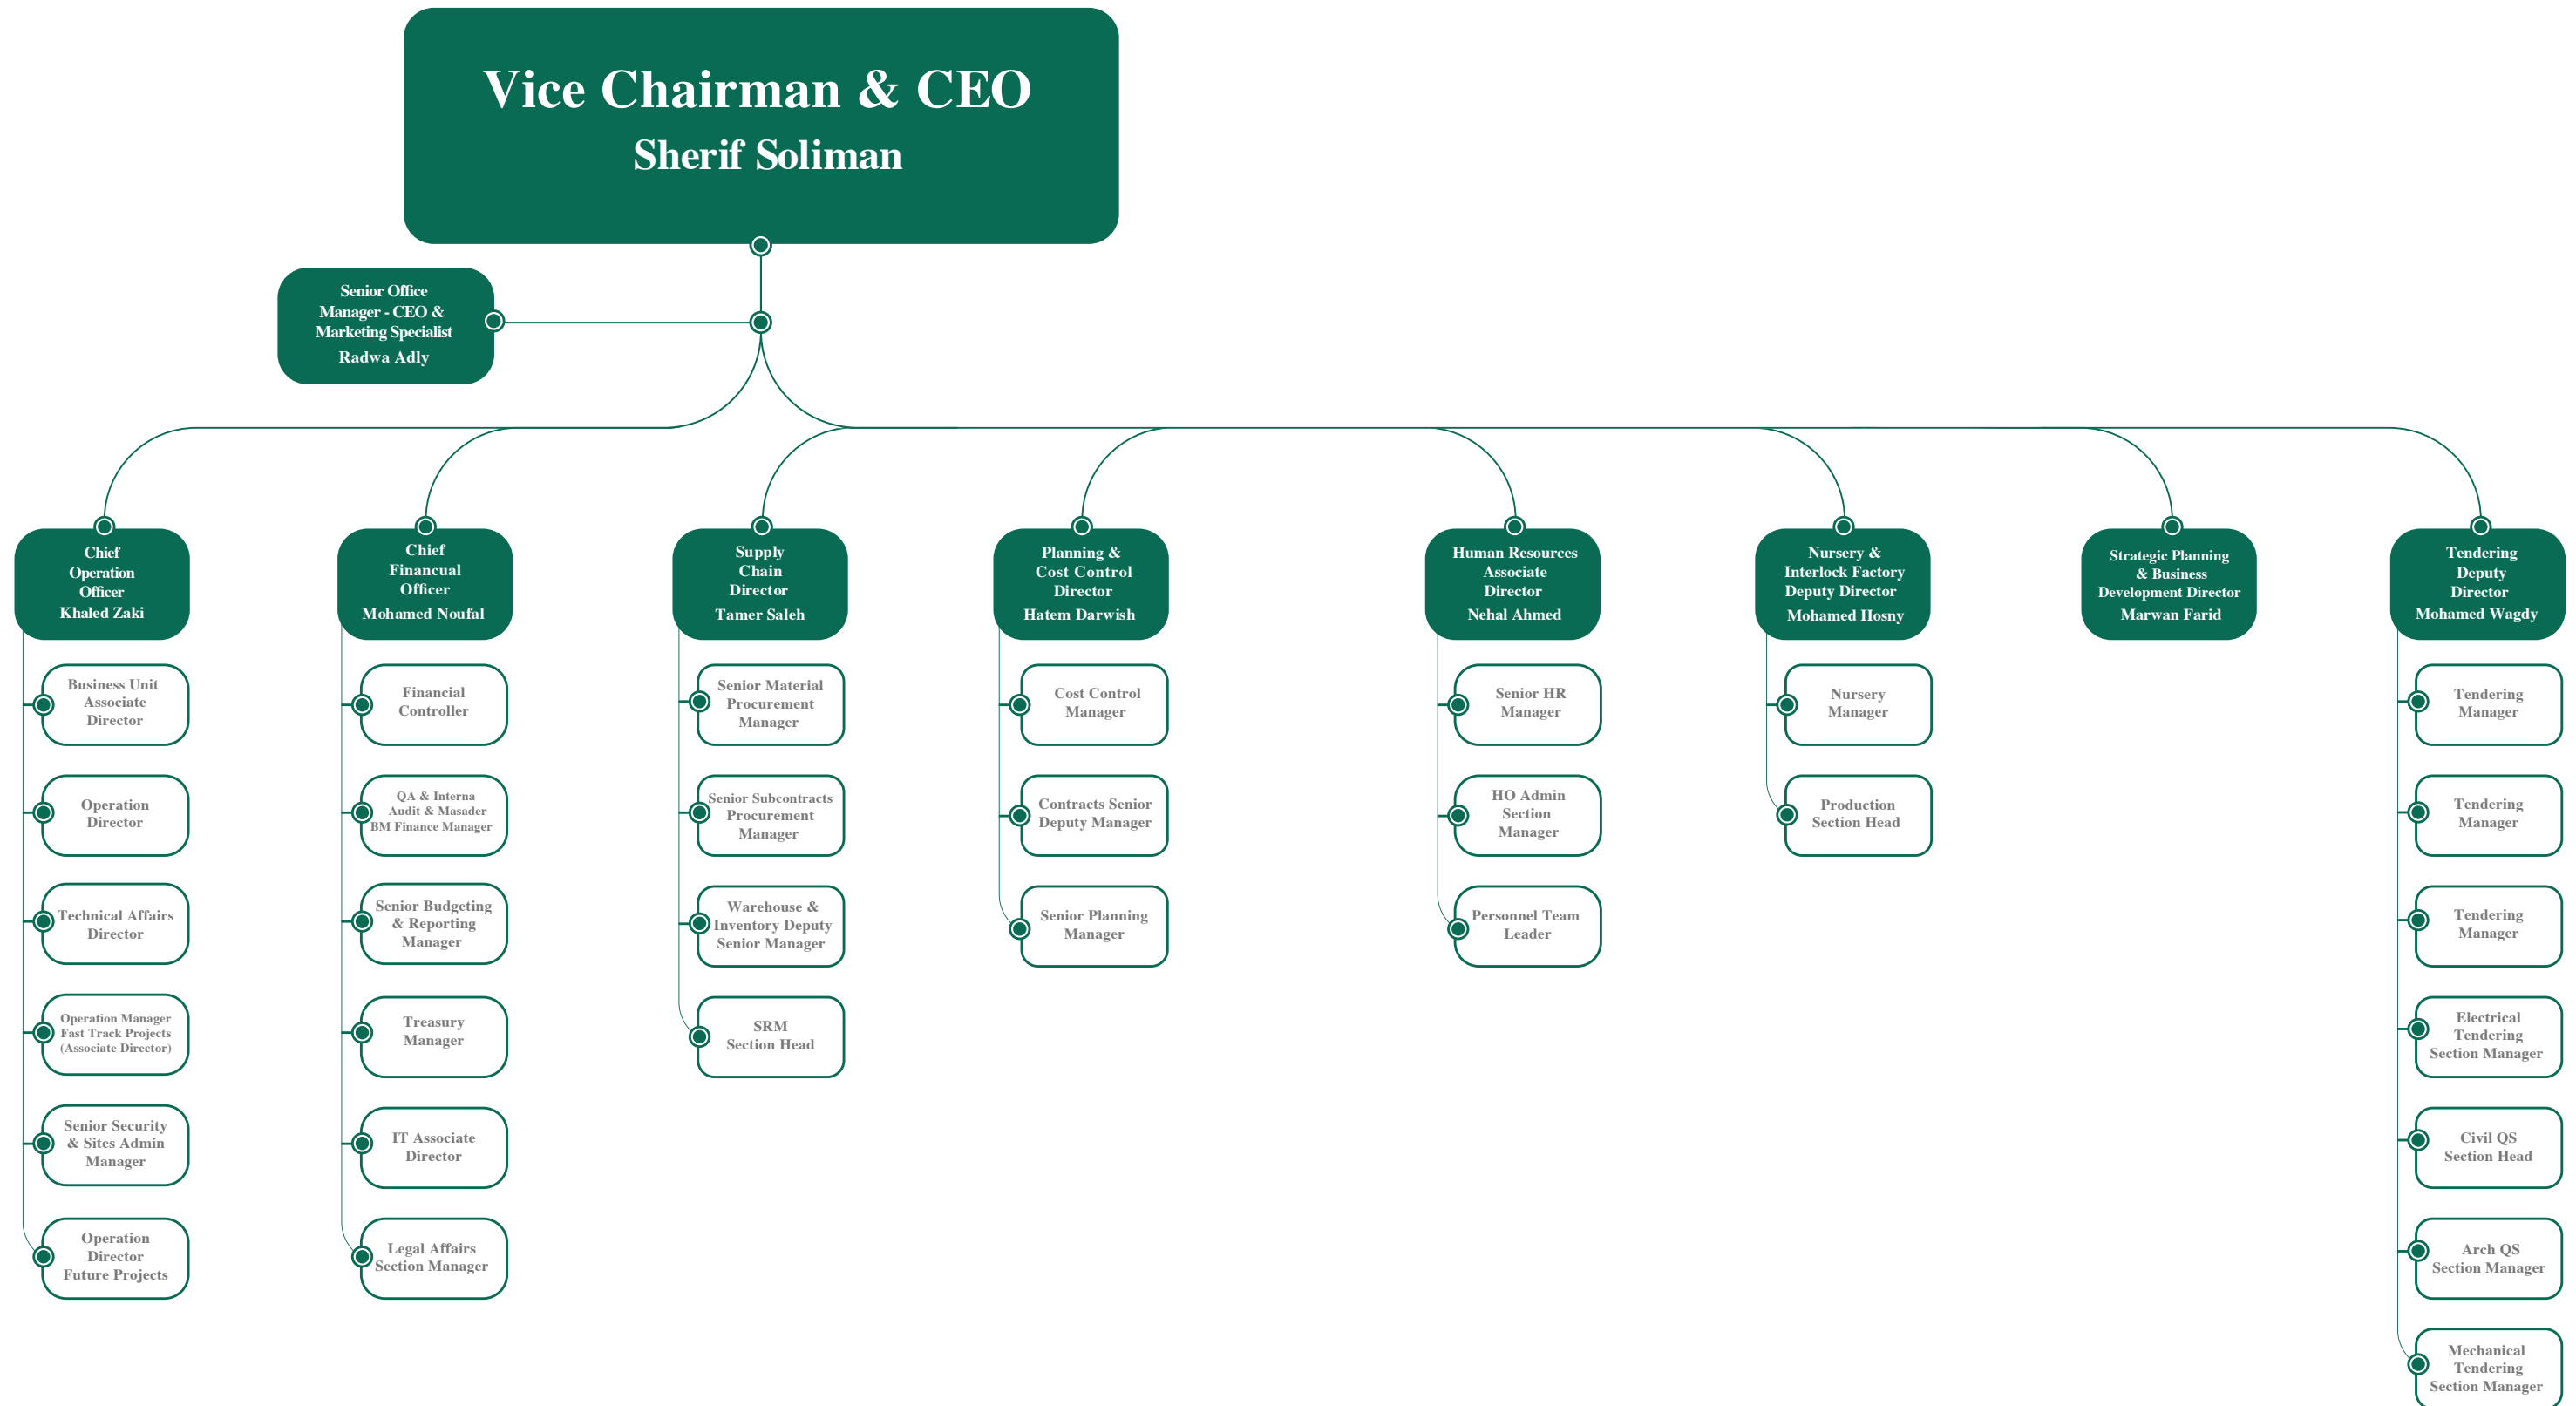 Vice Chairman & CEO
Sherif Soliman
Senior Office
Manager - CEO &
Marketing Specialist
Radwa Adly
Chief
Operation
Officer
Khaled Zaki
Business Unit
Associate
Director
Operation
Director
Technical Affairs
Director
Operation Manager
Fast Track Projects
(Associate Director)
Senior Security
& Sites Admin
Manager
Operation
Director
Future Projects
Chief
Financual
Officer
Mohamed Noufal
Financial
Controller
QA & Interna
Audit & Masader
BM Finance Manager
Senior Budgeting
& Reporting
Manager
Treasury
Manager
IT Associate
Director
Legal Affairs
Section Manager
Supply
Chain
Director
Tamer Saleh
Senior Material
Procurement
Manager
Senior Subcontracts
Procurement
Manager
Warehouse &
Inventory Deputy
Senior Manager
SRM
Section Head
Planning &
Cost Control
Director
Hatem Darwish
Cost Control
Manager
Contracts Senior
Deputy Manager
Senior Planning
Manager
Human Resources
Associate
Director
Nehal Ahmed
Senior HR
Manager
HO Admin
Section
Manager
Personnel Team
Leader
Nursery &
Interlock Factory
Deputy Director
Mohamed Hosny
Nursery
Manager
Production
Section Head
Strategic Planning
& Business
Development Director
Marwan Farid
Tendering
Deputy
Director
Mohamed Wagdy
Tendering
Manager
Tendering
Manager
Tendering
Manager
Electrical
Tendering
Section Manager
Civil QS
Section Head
Arch QS
Section Manager
Mechanical
Tendering
Section Manager